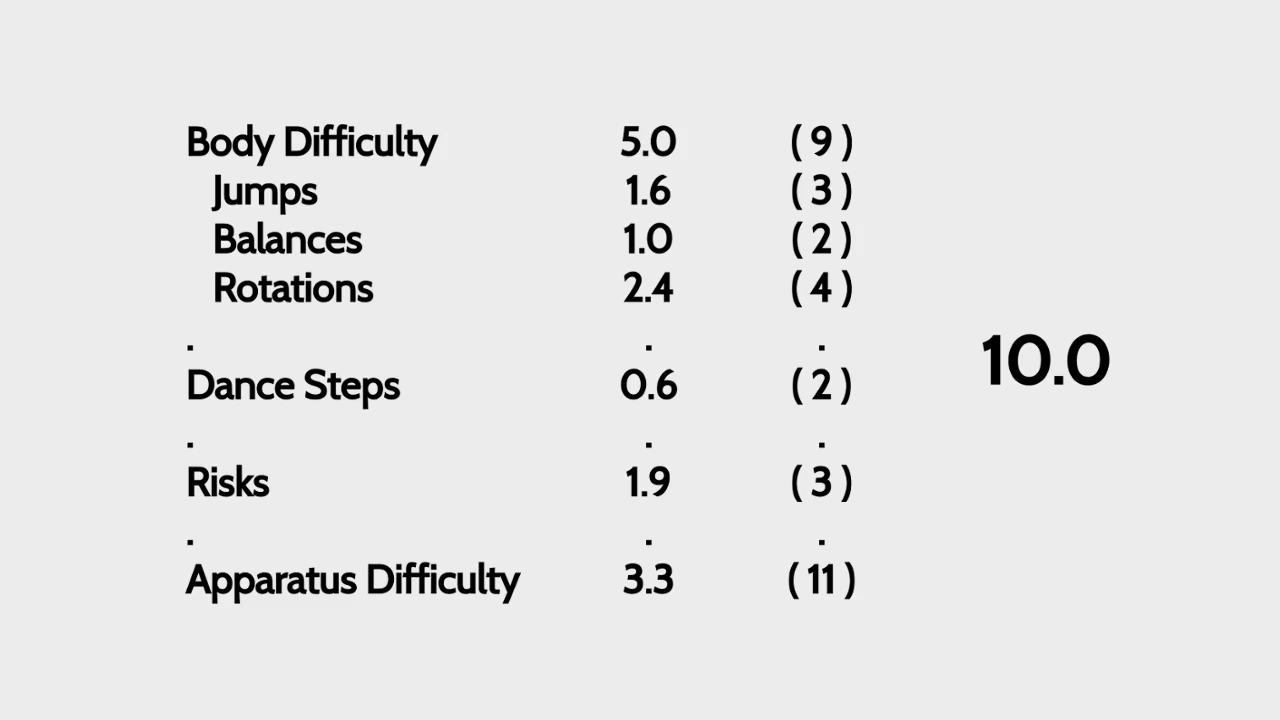 Body Difficulty 5.0 ( 9 )
Jumps 1.6 ( 3 )
Balances 1.0 ( 2 )
Rotations 2.4 ( 4 )
. . .
10.0
Dance Steps 0.6 ( 2 )
. . .
Risks 1.9 ( 3 )
. . .
Apparatus Difficulty 3.3 ( 11 )